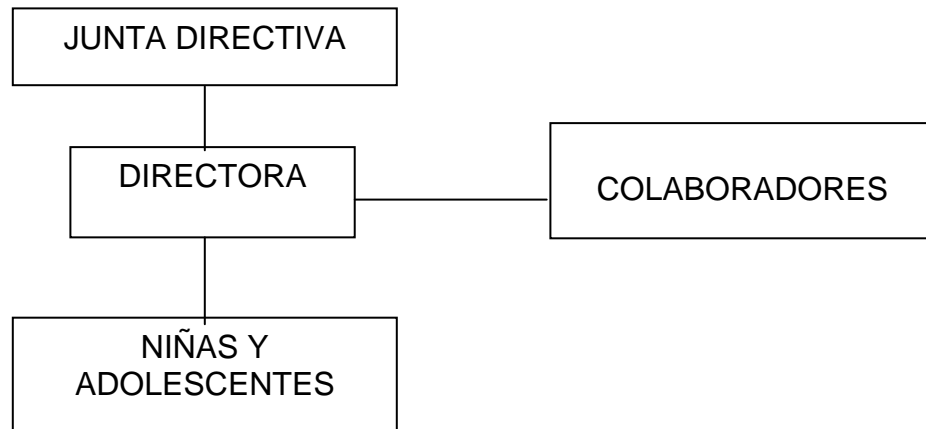 JUNTA DIRECTIVA
DIRECTORA
COLABORADORES
NIÑAS Y
ADOLESCENTES